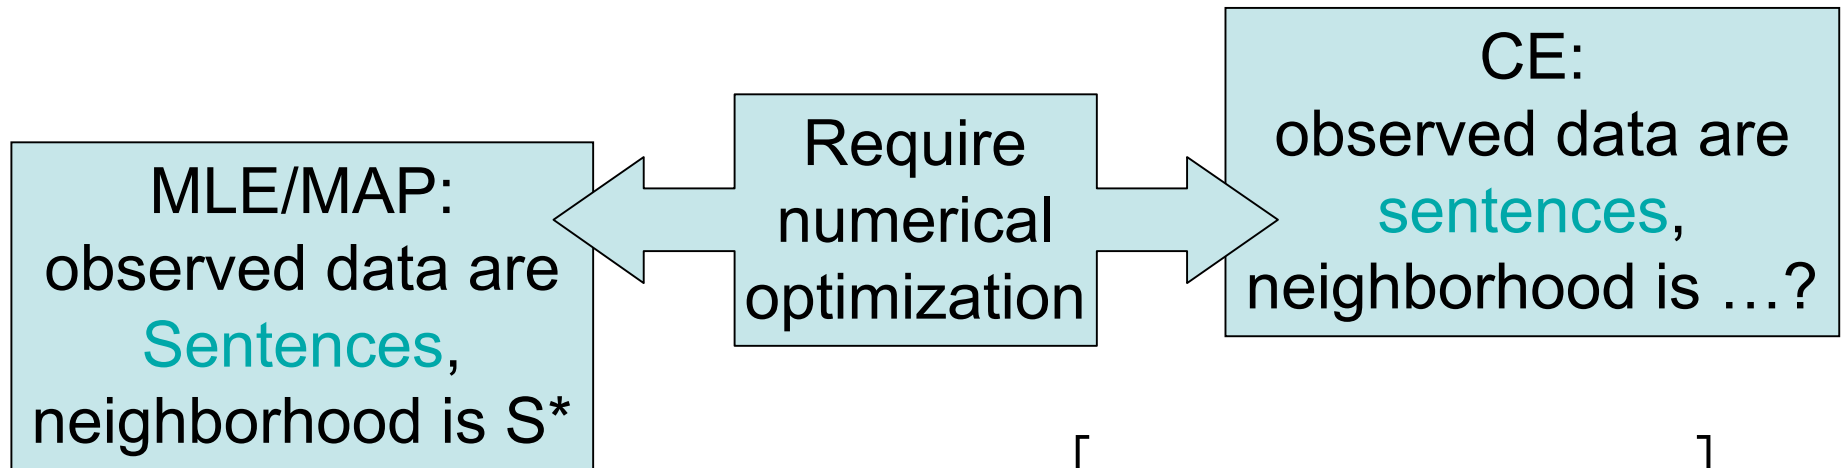 MLE/MAP:
observed data are
Sentences,
neighborhood is S*
Require
numerical
optimization
CE:
observed data are
sentences,
neighborhood is …?
[ ]